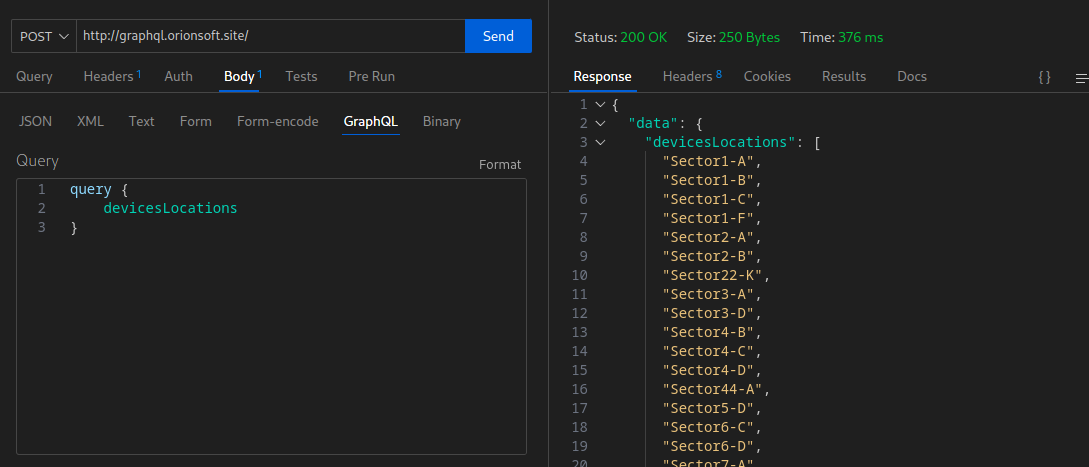 POST http://graphql.orionsoft.site/ Send
Query Headers 1 Auth Body 1 Tests Pre Run
JSON XML Text Form Form-encode GraphQL Binary
Query
Format
1 query {
2 devicesLocations
3 }
Status: 200 OK Size: 250 Bytes Time: 376 ms
Response Headers 8 Cookies Results Docs {}
1 {
2 "data": {
3 "devicesLocations": [
4 "Sector1-A",
5 "Sector1-B",
6 "Sector1-C",
7 "Sector1-F",
8 "Sector2-A",
9 "Sector2-B",
10 "Sector22-K",
11 "Sector3-A",
12 "Sector3-D",
13 "Sector4-B",
14 "Sector4-C",
15 "Sector4-D",
16 "Sector44-A",
17 "Sector5-D",
18 "Sector6-C",
19 "Sector6-D",
20 "Sector7-A